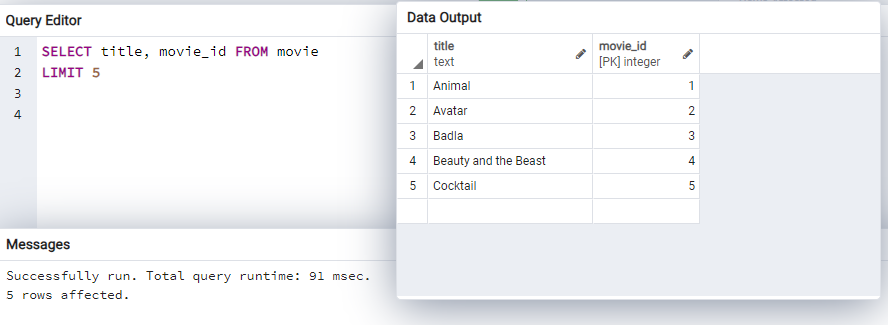 Query Editor
1 SELECT title, movie_id FROM movie
2 LIMIT 5
3
4
Data Output
title movie_id
text [PK] integer
1 Animal 1
2 Avatar 2
3 Badla 3
4 Beauty and the Beast 4
5 Cocktail 5
Messages
Successfully run. Total query runtime: 91 msec.
5 rows affected.